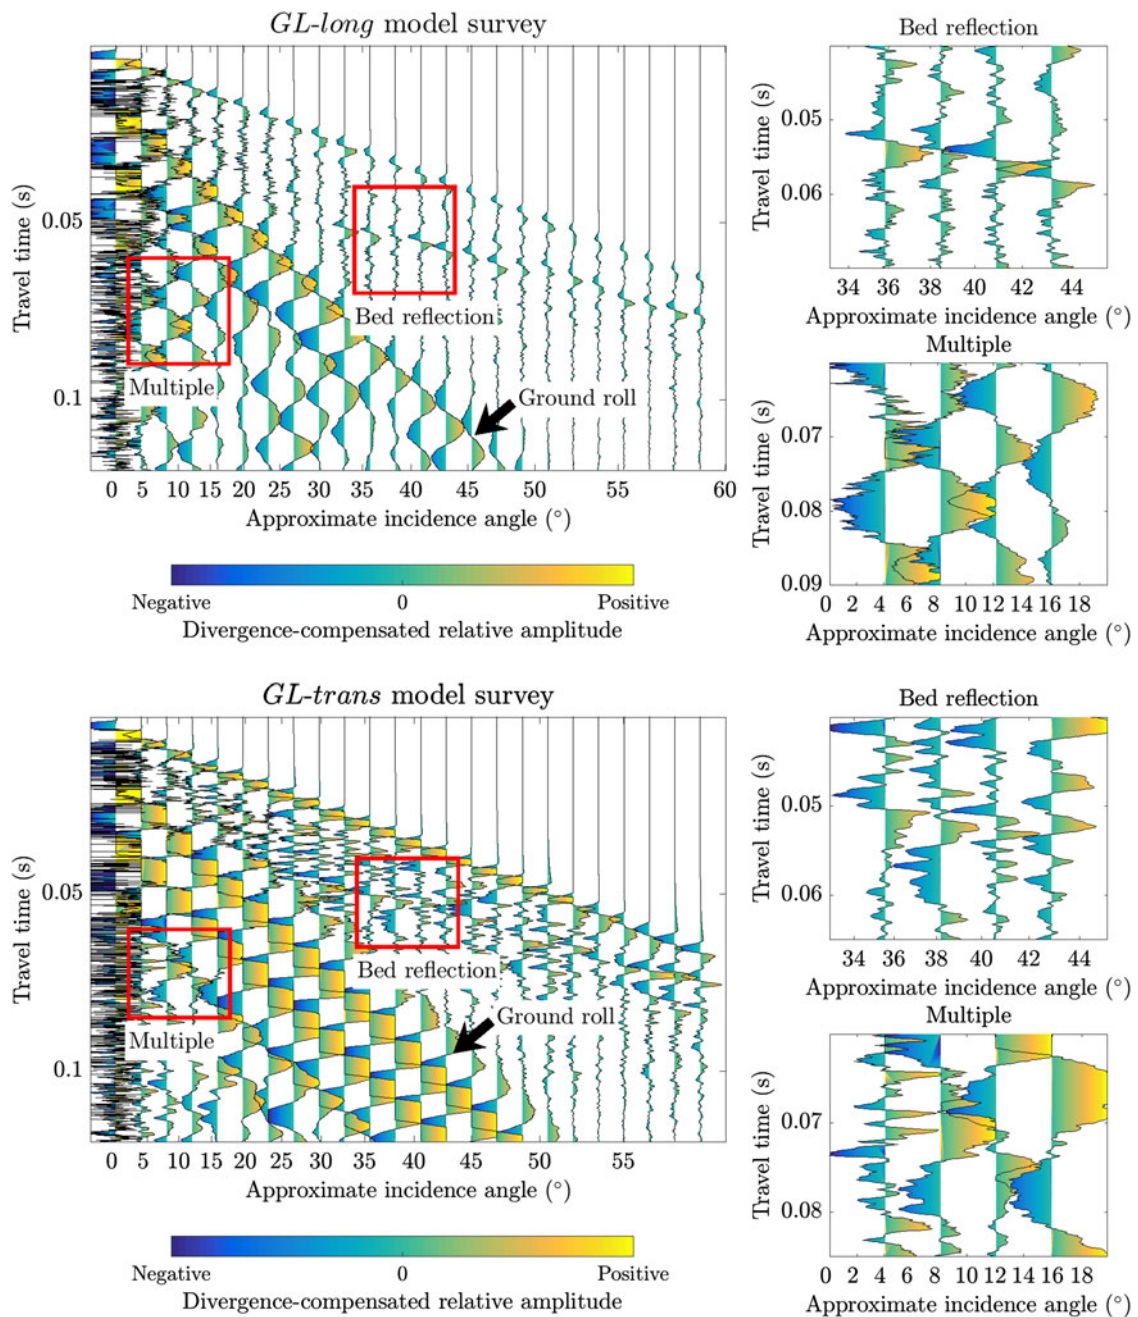 GL-long model survey
Travel time (s)
0.05
0.1
Bed reflection
Multiple
Ground roll
0 5 10 15 20 25 30 35 40 45 50 55 60
Approximate incidence angle (°)
Negative 0 Positive
Divergence-compensated relative amplitude
Bed reflection
Travel time (s)
0.05
0.06
34 36 38 40 42 44
Approximate incidence angle (°)
Multiple
Travel time (s)
0.07
0.08
0.09
0 2 4 6 8 10 12 14 16 18
Approximate incidence angle (°)
GL-trans model survey
Travel time (s)
0.05
0.1
Bed reflection
Ground roll
Multiple
0 5 10 15 20 25 30 35 40 45 50 55
Approximate incidence angle (°)
Negative 0 Positive
Divergence-compensated relative amplitude
Bed reflection
Travel time (s)
0.05
0.06
34 36 38 40 42 44
Approximate incidence angle (°)
Multiple
Travel time (s)
0.07
0.08
0 2 4 6 8 10 12 14 16 18
Approximate incidence angle (°)